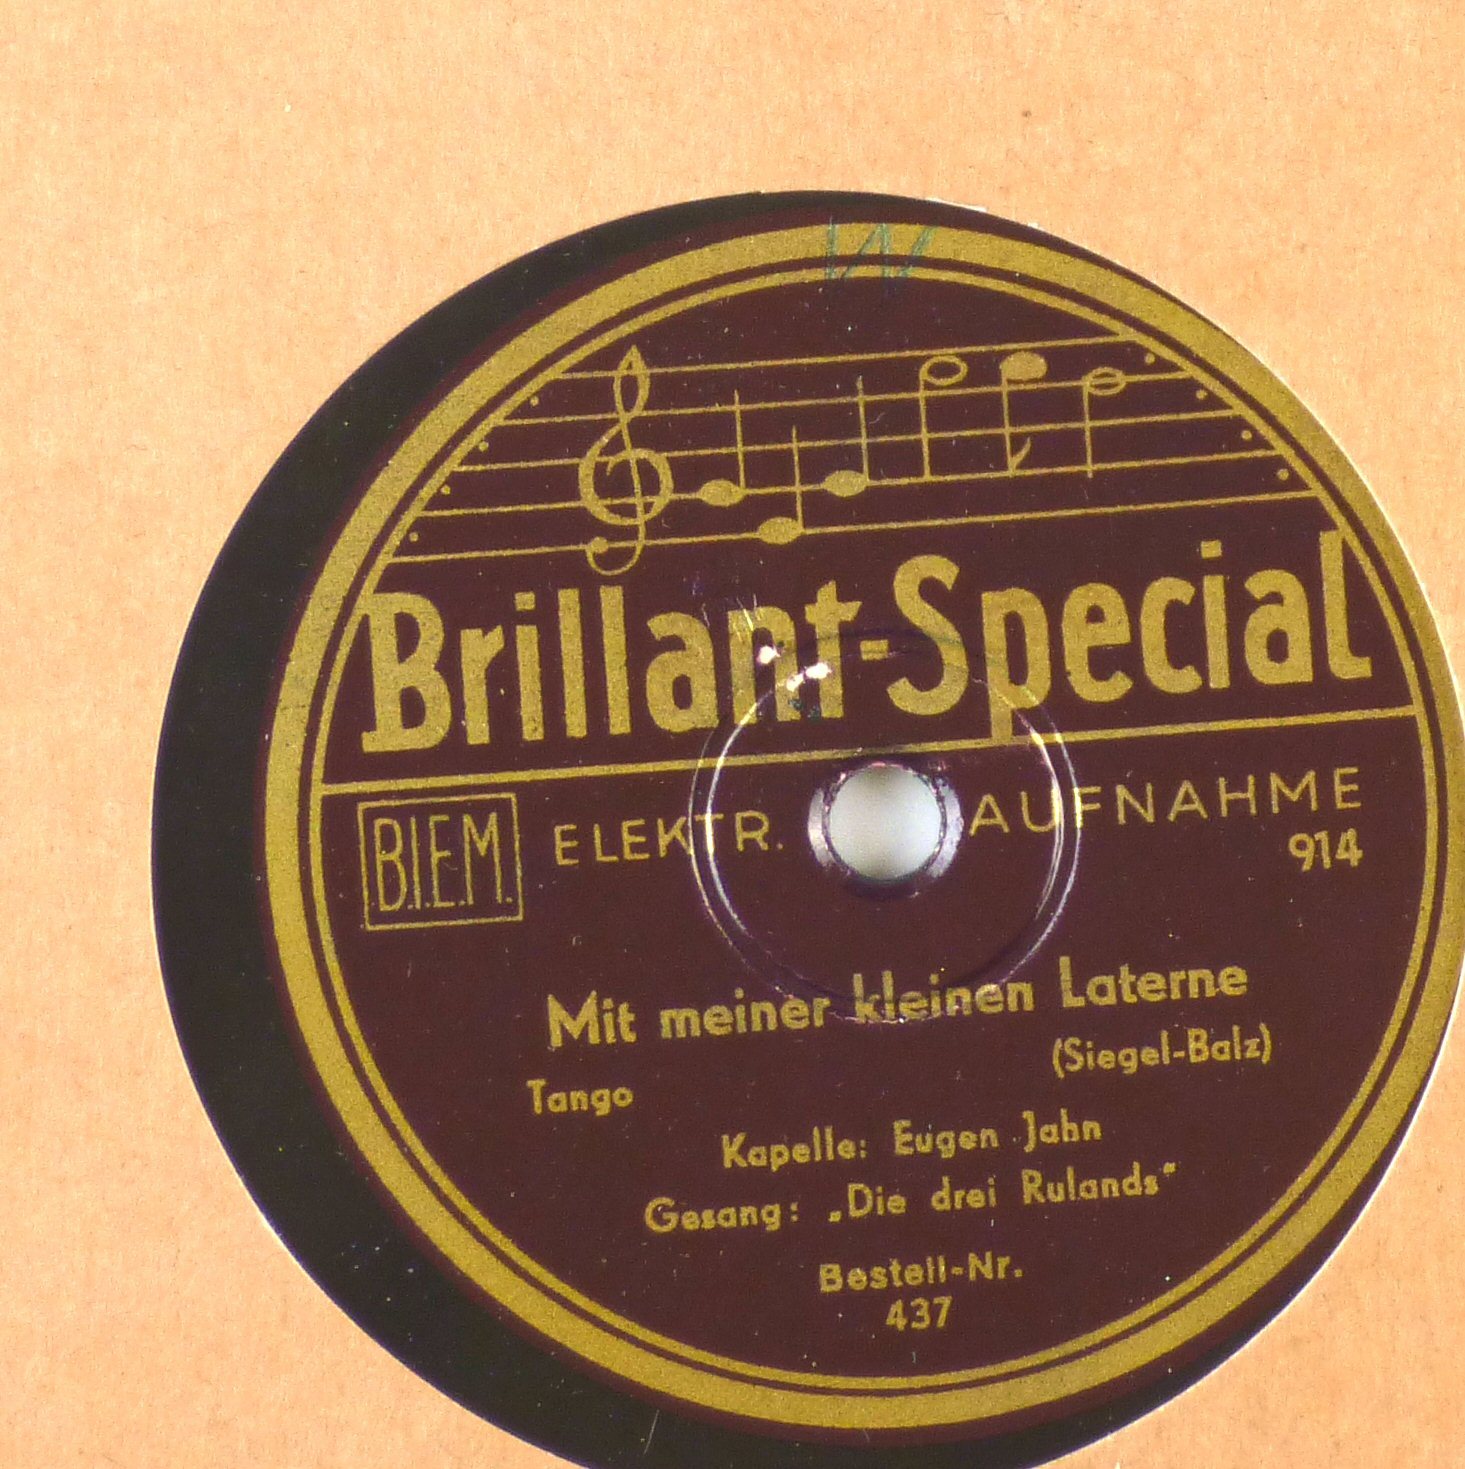 Brillant-Special
B.I.E.M. ELEKTR. AUFNAHME
914
Mit meiner kleinen Laterne
(Siegel-Balz)
Tango
Kapelle: Eugen Jahn
Gesang: „Die drei Rulands"
Bestell-Nr.
437